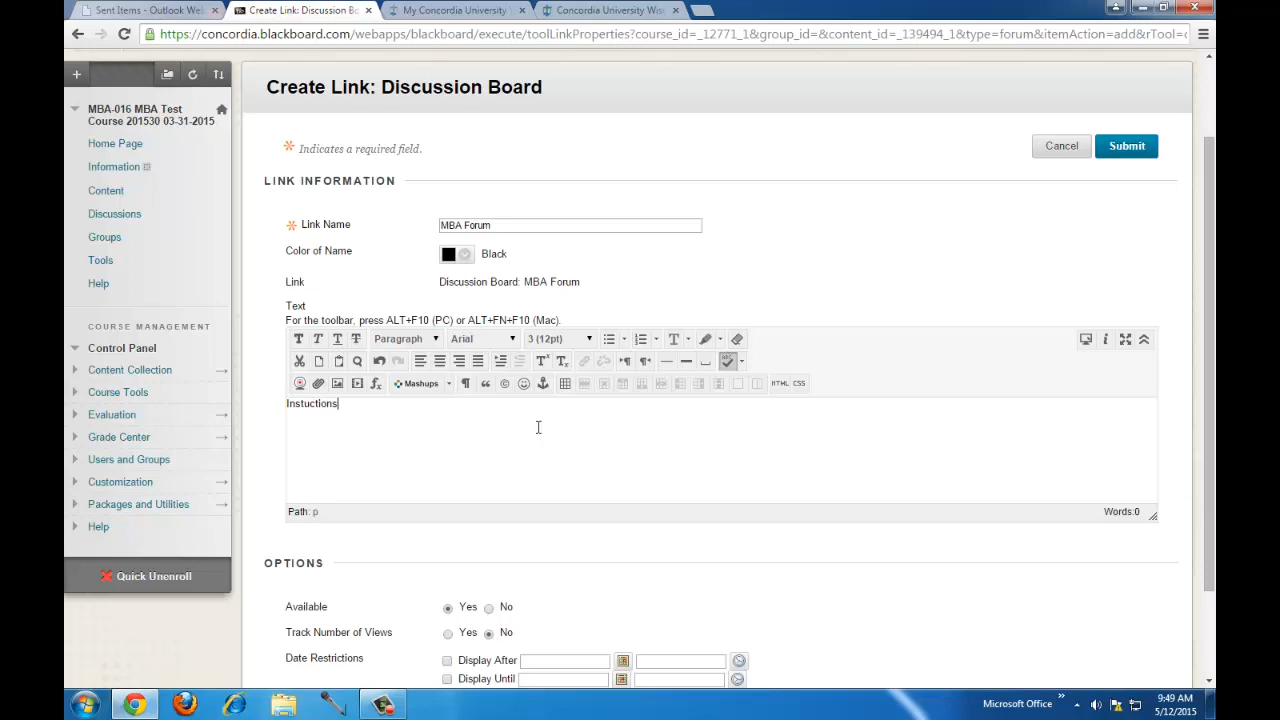 Sent Items - Outlook We
Create Link: Discussion Bo
My Concordia University
Concordia University Wis
https://concordia.blackboard.com/webapps/blackboard/execute/toolLinkProperties?course_id=_12771_1&group_id=&content_id=_139494_1&type=forum&itemAction=add&rTool=
MBA-016 MBA Test
Course 201530 03-31-2015
Home Page
Information
Content
Discussions
Groups
Tools
Help
COURSE MANAGEMENT
Control Panel
Content Collection
Course Tools
Evaluation
Grade Center
Users and Groups
Customization
Packages and Utilities
Help
Quick Unenroll
Create Link: Discussion Board
Indicates a required field.
Cancel
Submit
LINK INFORMATION
Link Name
MBA Forum
Color of Name
Black
Link
Discussion Board: MBA Forum
Text
For the toolbar, press ALT+F10 (PC) or ALT+FN+F10 (Mac).
T T T T Paragraph Arial 3 (12pt)
Mashups
HTML CSS
Instuctions
Path: p
Words:0
OPTIONS
Available
Yes
No
Track Number of Views
Yes
No
Date Restrictions
Display After
Display Until
Microsoft Office
9:49 AM
5/12/2015